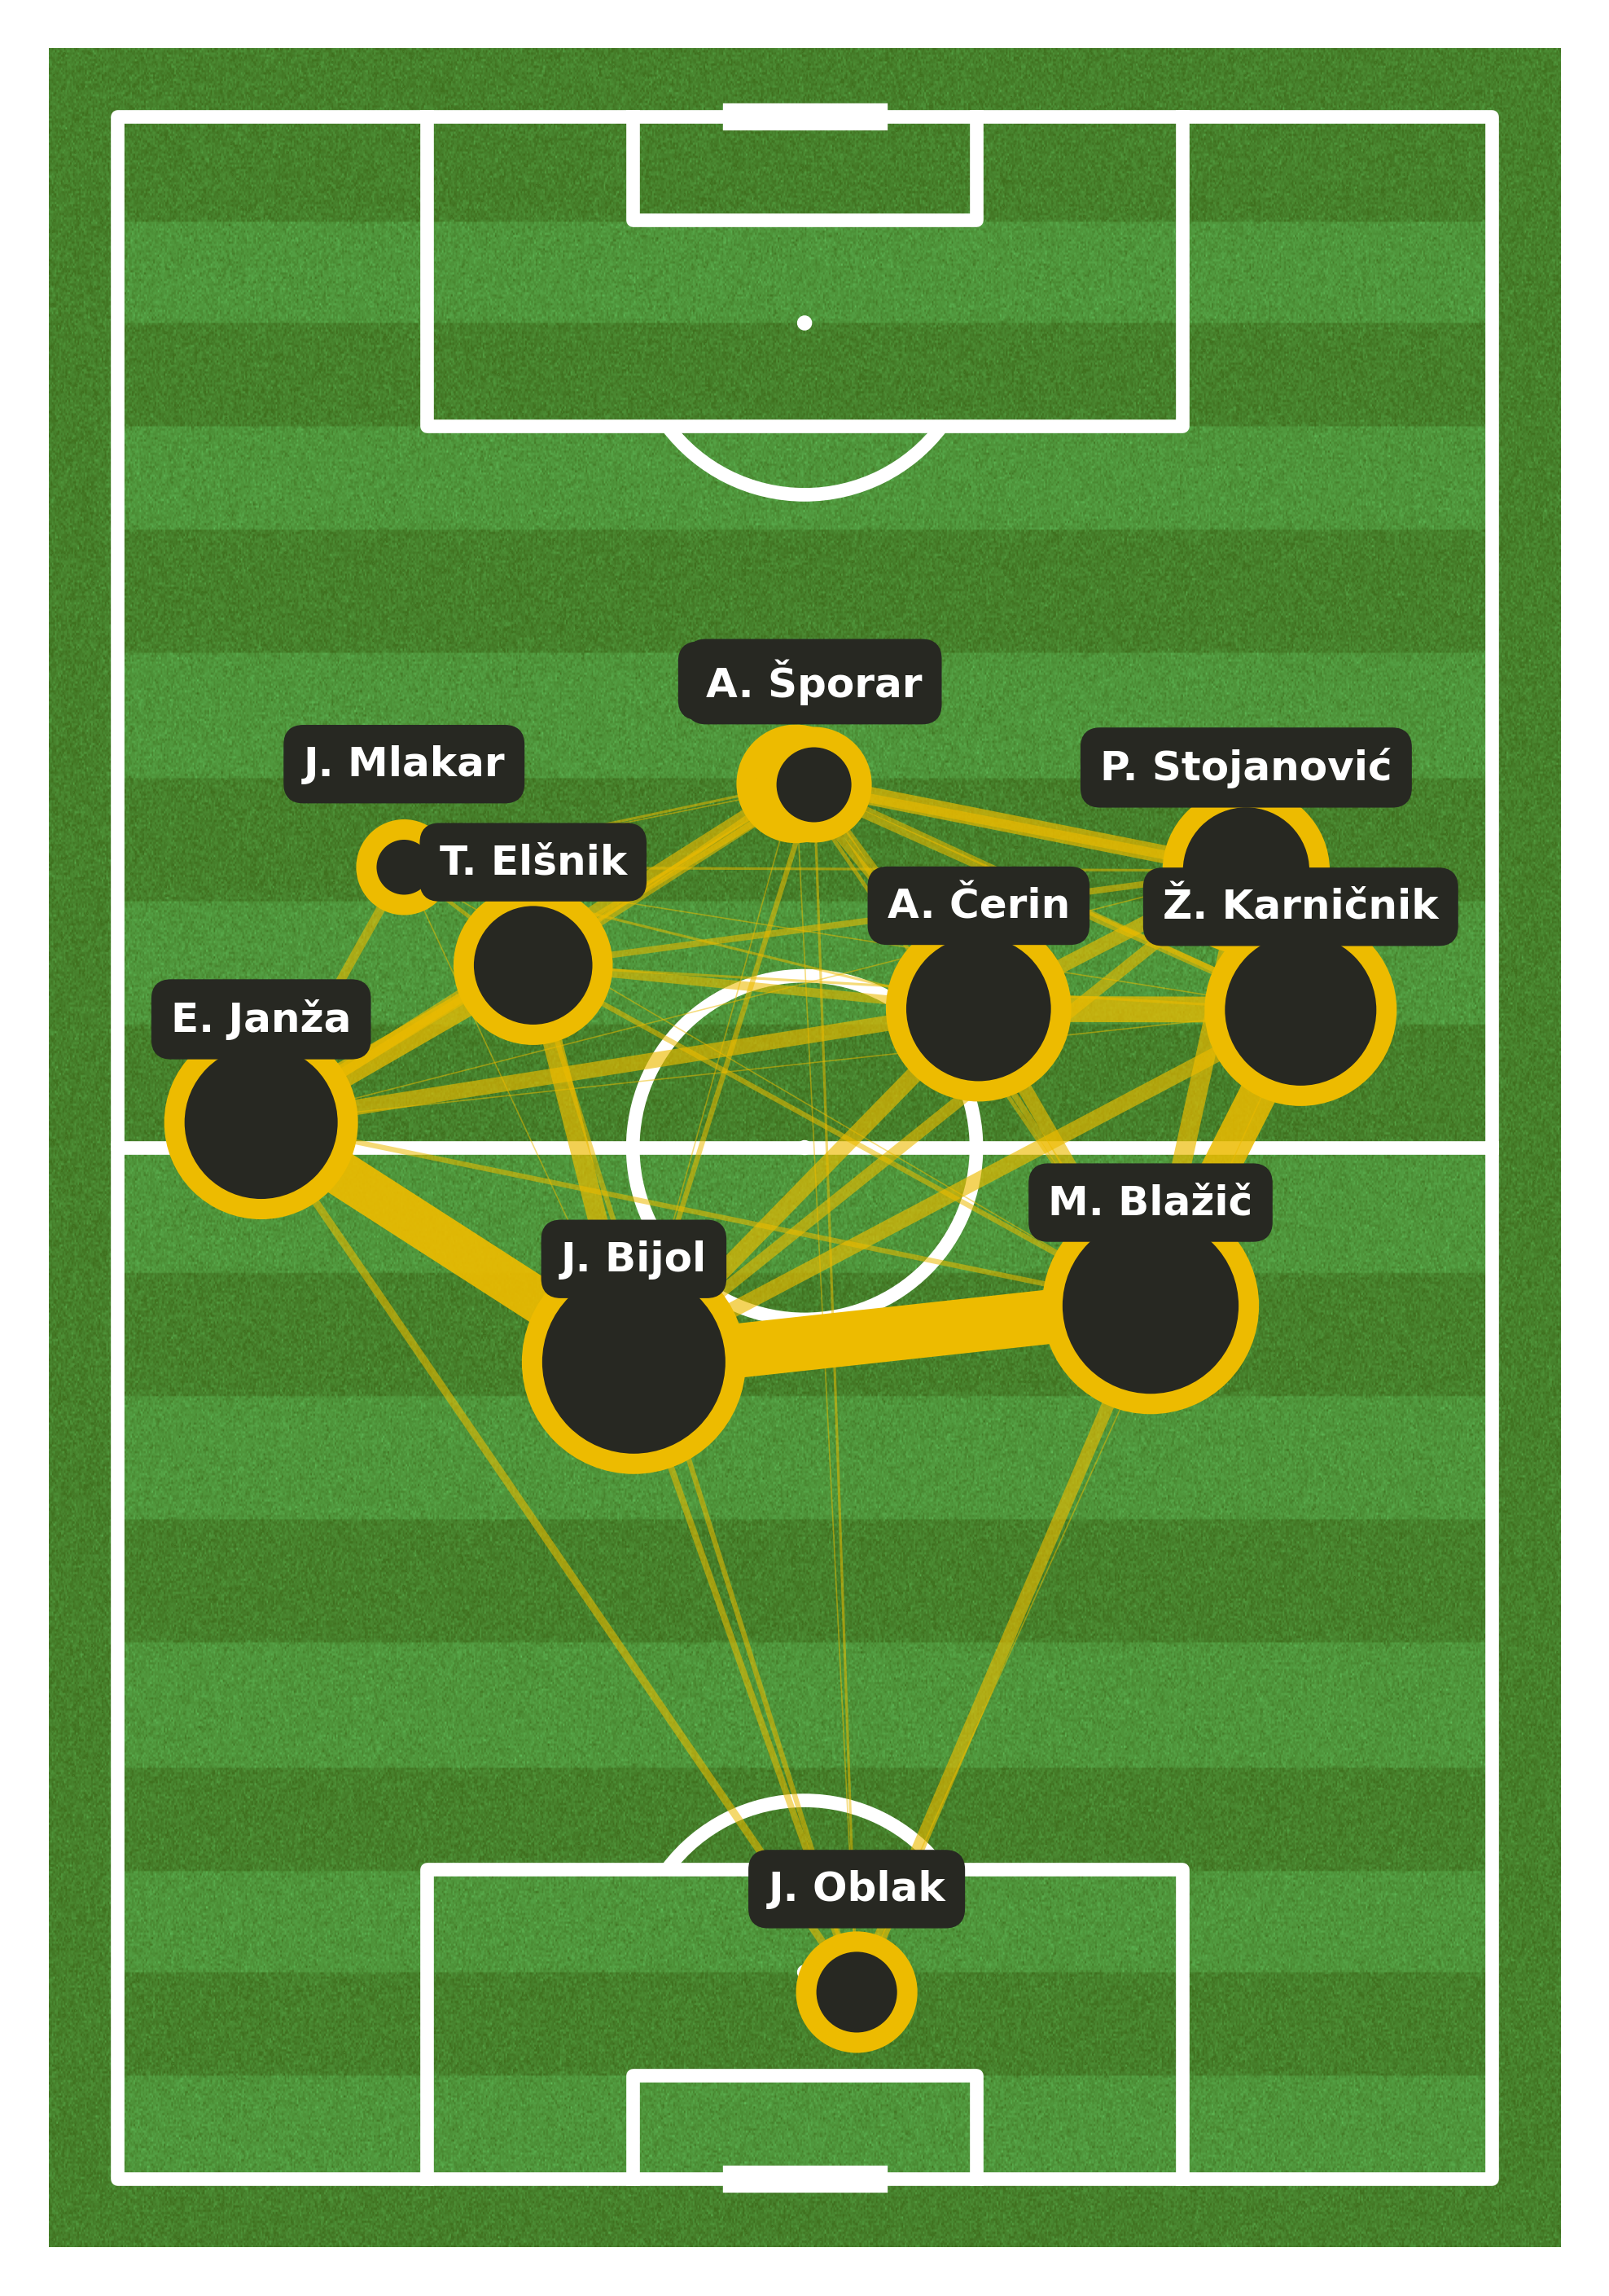 A. Šporar
J. Mlakar
P. Stojanović
T. Elšnik
A. Čerin
Ž. Karničnik
E. Janža
M. Blažič
J. Bijol
J. Oblak